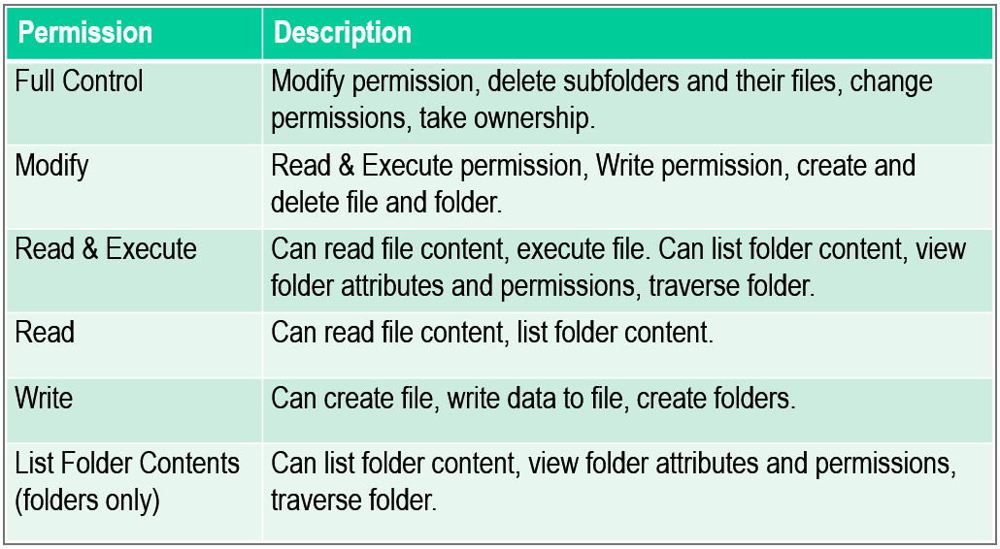 Permission Description
Full Control Modify permission, delete subfolders and their files, change
permissions, take ownership.
Modify Read & Execute permission, Write permission, create and
delete file and folder.
Read & Execute Can read file content, execute file. Can list folder content, view
folder attributes and permissions, traverse folder.
Read Can read file content, list folder content.
Write Can create file, write data to file, create folders.
List Folder Contents Can list folder content, view folder attributes and permissions,
(folders only) traverse folder.